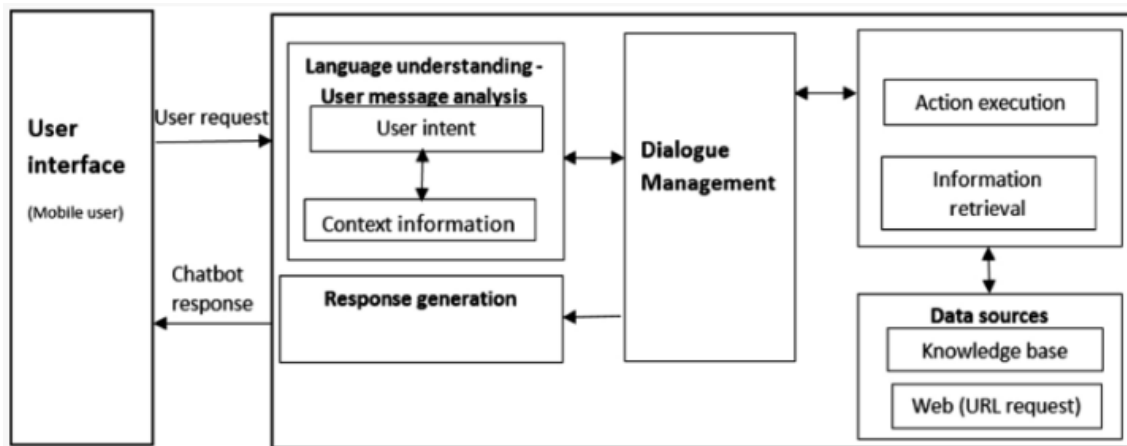 User
interface
(Mobile user)
User request
Chatbot
response
Language understanding-
User message analysis
User intent
Context information
Response generation
Dialogue
Management
Action execution
Information
retrieval
Data sources
Knowledge base
Web (URL request)